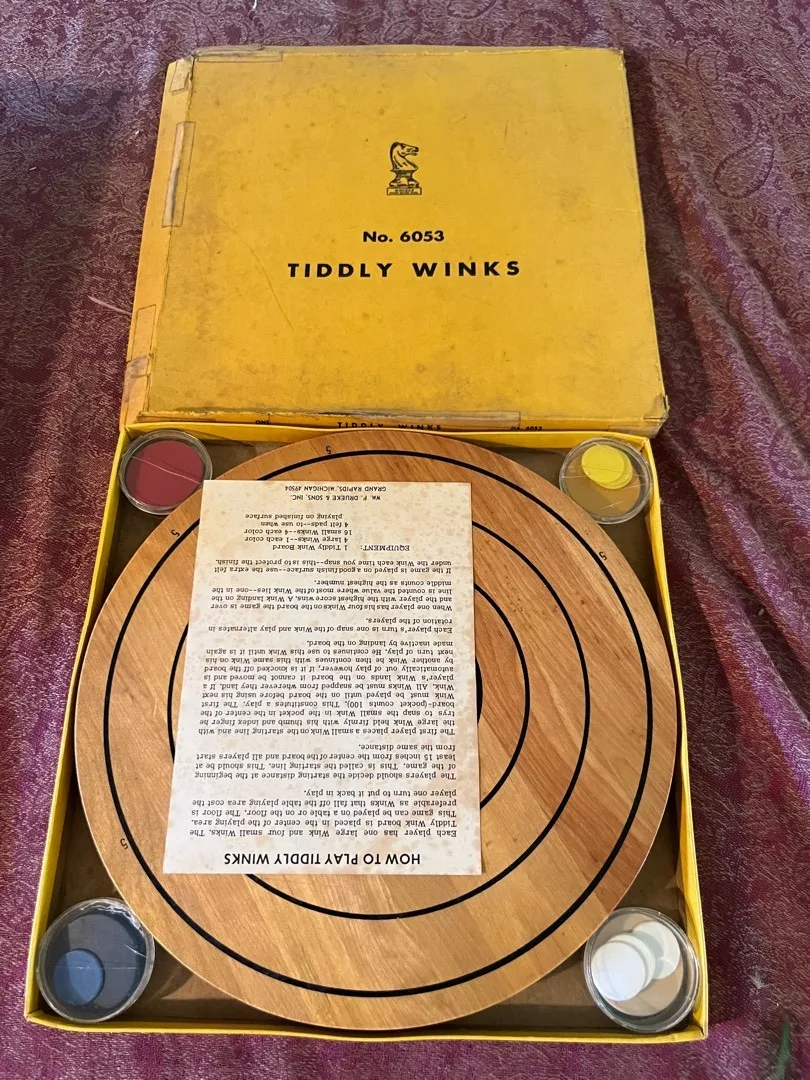 No. 6053
TIDDLY WINKS
ONE
TIDDLY WINKS
No. 6053
5
5
5
5
HOW TO PLAY TIDDLY WINKS
Each player has one large Wink and four small Winks. The
Tiddly Wink board is placed in the center of the playing area.
This game can be played on a table or on the floor. The floor is
preferable as Winks that fall off the table playing area cost the
player one turn to put it back in play.
The players should decide the starting distance at the beginning
of the game. This is called the starting line. This should be at
least 15 inches from the center of the board and all players start
from the same distance.
The first player places a small Wink on the starting line and with
the large Wink held firmly with his thumb and index finger he
trys to snap the small Wink in the pocket in the center of the
board-(pocket counts 100). This constitutes a play. The first
Wink must be played until on the board before using his next
Wink. All Winks must be snapped from wherever they land. If a
player's Wink lands on the board it cannot be moved and is
automatically out of play however, if it is knocked off the board
by another Wink he then continues with this same Wink on his
next turn of play. He continues to use this Wink until it is again
made inactive by landing on the board.
Each player's turn is one snap of the Wink and play alternates in
rotation of the players.
When one player has his four Winks on the board the game is over
and the player with the highest score wins. A Wink landing on the
line is counted the value where most of the Wink lies--one in the
middle counts as the highest number.
If the game is played on a good finish surface--use the extra felt
under the Wink each time you snap--this is to protect the finish.
EQUIPMENT: 1 Tiddly Wink Board
4 large Winks--1 each color
16 small Winks--4 each color
4 felt pads--to use when
playing on finished surface
WM. F. DRUEKE & SONS, INC.
GRAND RAPIDS, MICHIGAN 49504